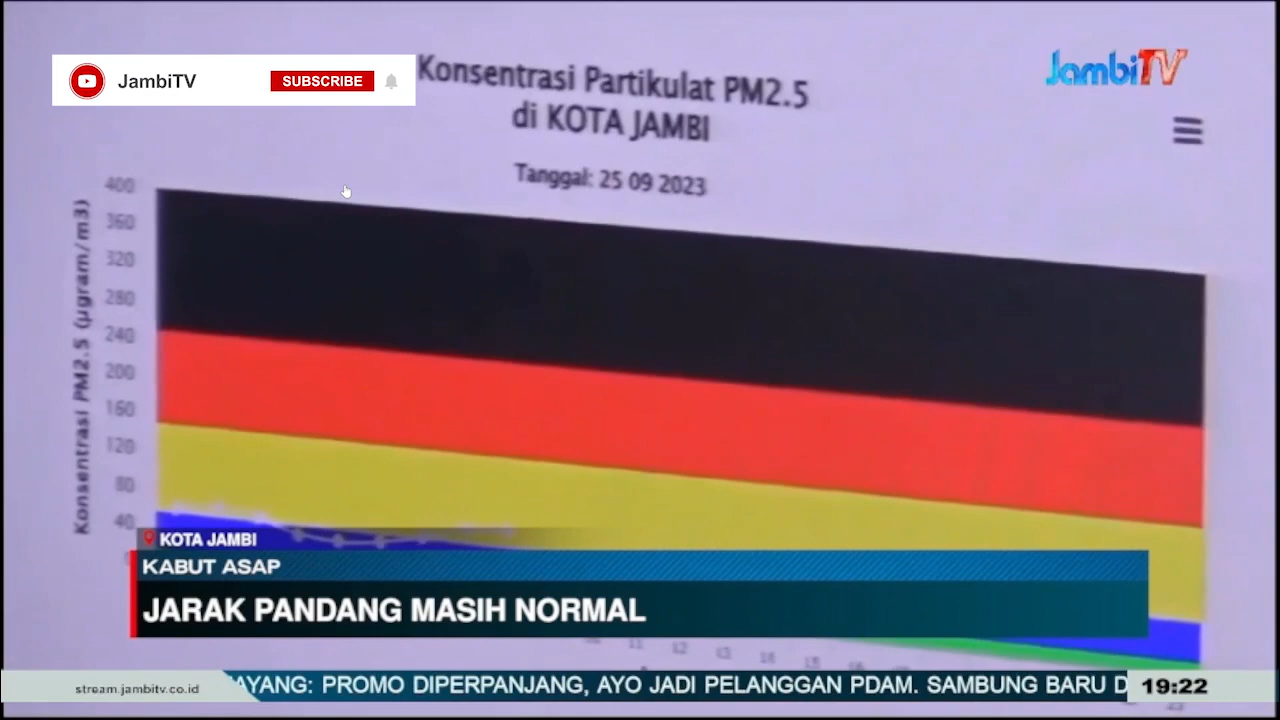 JambiTV
SUBSCRIBE
JambiTV
Konsentrasi Partikulat PM2.5
di KOTA JAMBI
Tanggal: 25 09 2023
Konsentrasi PM2.5 (µgram/m3)
400
360
320
280
240
200
160
120
80
40
KOTA JAMBI
KABUT ASAP
JARAK PANDANG MASIH NORMAL
stream.jambitv.co.id
AYANG: PROMO DIPERPANJANG, AYO JADI PELANGGAN PDAM. SAMBUNG BARU D
19:22